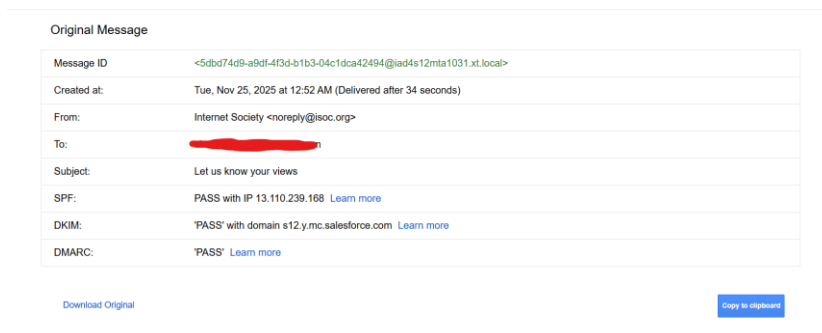 Original Message
Message ID <5dbd74d9-a9df-4f3d-b1b3-04c1dca42494@iad4s12mta1031.xt.local>
Created at: Tue, Nov 25, 2025 at 12:52 AM (Delivered after 34 seconds)
From: Internet Society <noreply@isoc.org>
To:
Subject: Let us know your views
SPF: PASS with IP 13.110.239.168 Learn more
DKIM: 'PASS' with domain s12.y.mc.salesforce.com Learn more
DMARC: 'PASS' Learn more
Download Original Copy to clipboard